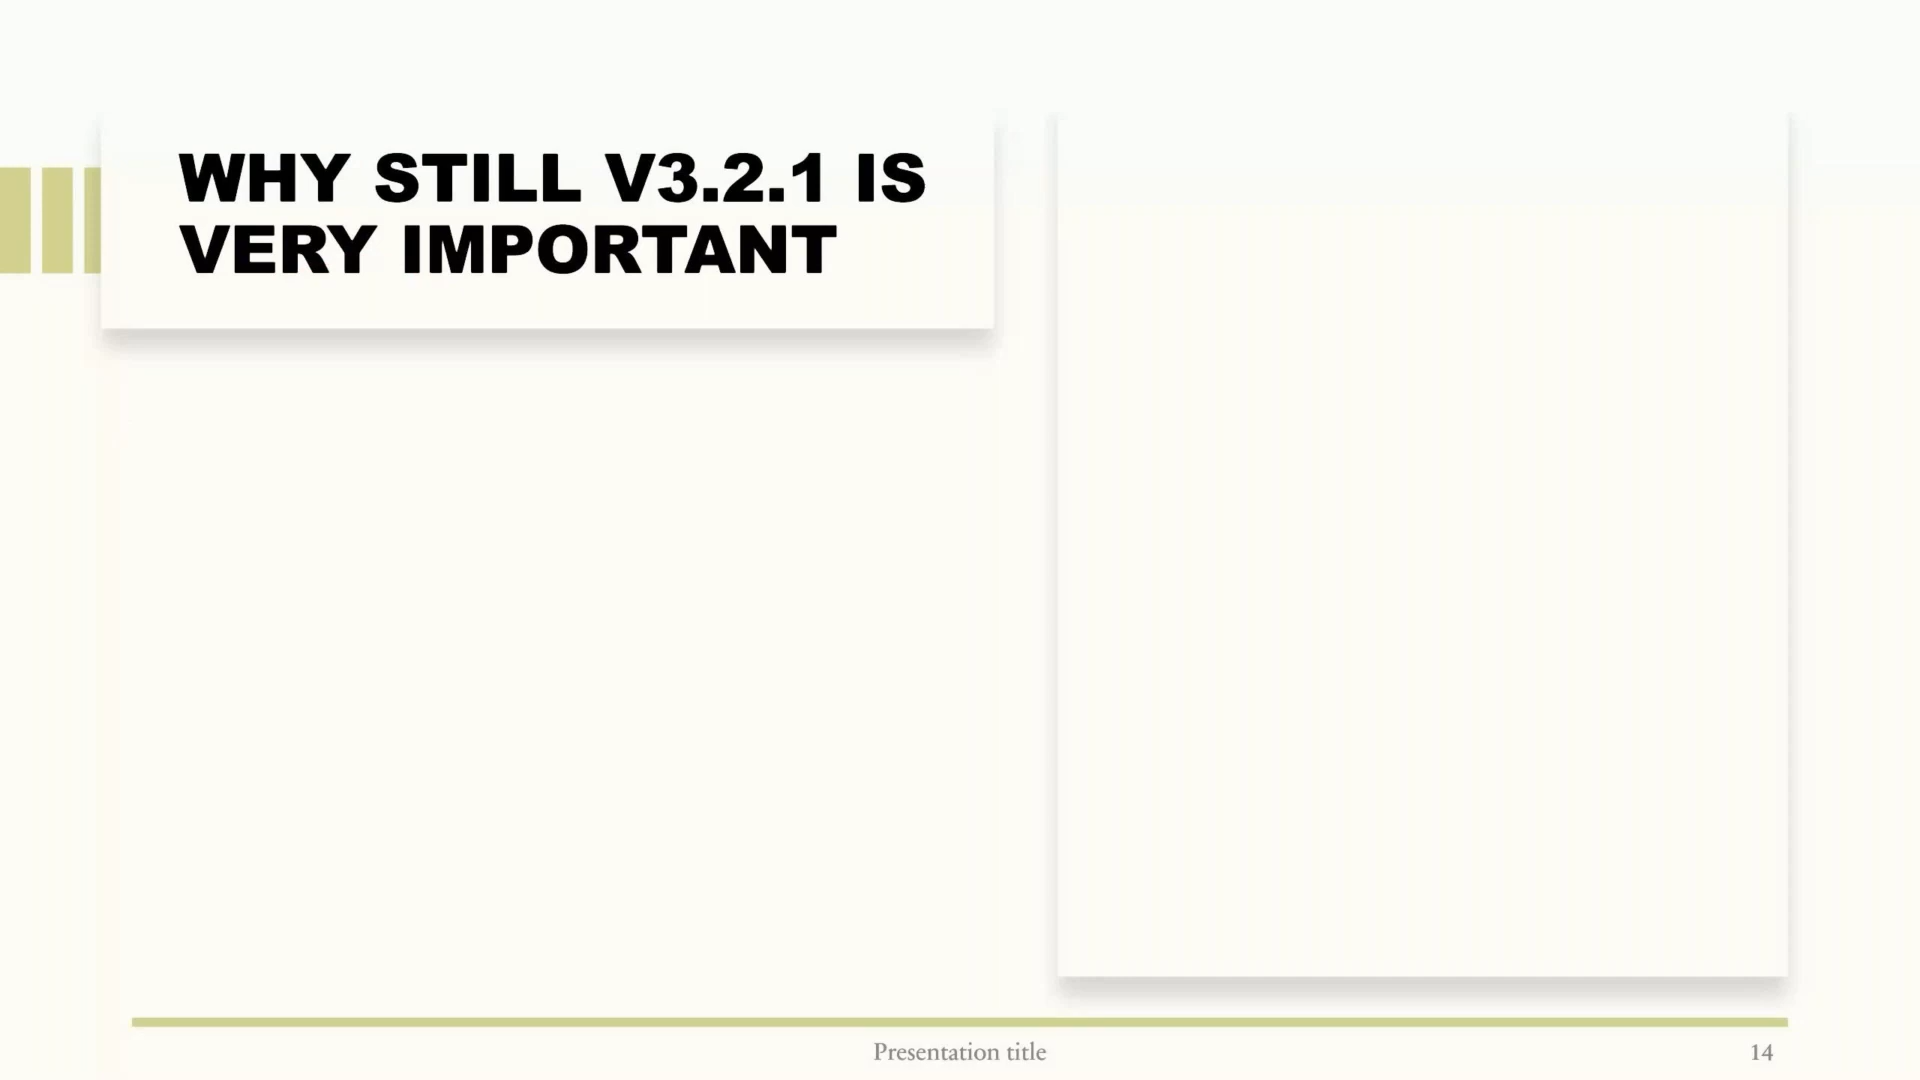 WHY STILL V3.2.1 IS
VERY IMPORTANT
Presentation title
14